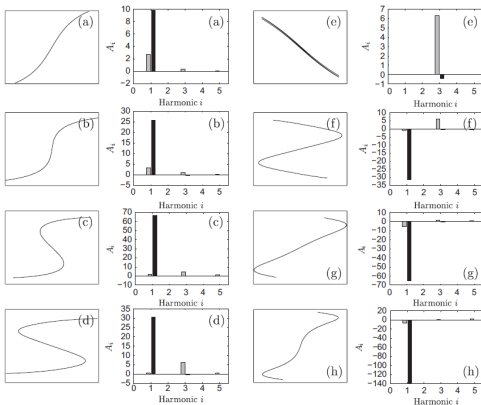 (a)
10
8
6
4
2
0
−2
A_i
(a)
0 1 2 3 4 5
Harmonic i
(e)
7
6
5
4
3
2
1
0
−1
A_i
(e)
0 1 2 3 4 5
Harmonic i
(b)
30
25
20
15
10
5
0
−5
A_i
(b)
0 1 2 3 4 5
Harmonic i
(f)
10
5
0
−5
−10
−15
−20
−25
−30
−35
A_i
(f)
0 1 2 3 4 5
Harmonic i
(c)
70
60
50
40
30
20
10
0
−10
A_i
(c)
0 1 2 3 4 5
Harmonic i
(g)
10
0
−10
−20
−30
−40
−50
−60
−70
A_i
(g)
0 1 2 3 4 5
Harmonic i
(d)
35
30
25
20
15
10
5
0
−5
A_i
(d)
0 1 2 3 4 5
Harmonic i
(h)
20
0
−20
−40
−60
−80
−100
−120
−140
A_i
(h)
0 1 2 3 4 5
Harmonic i